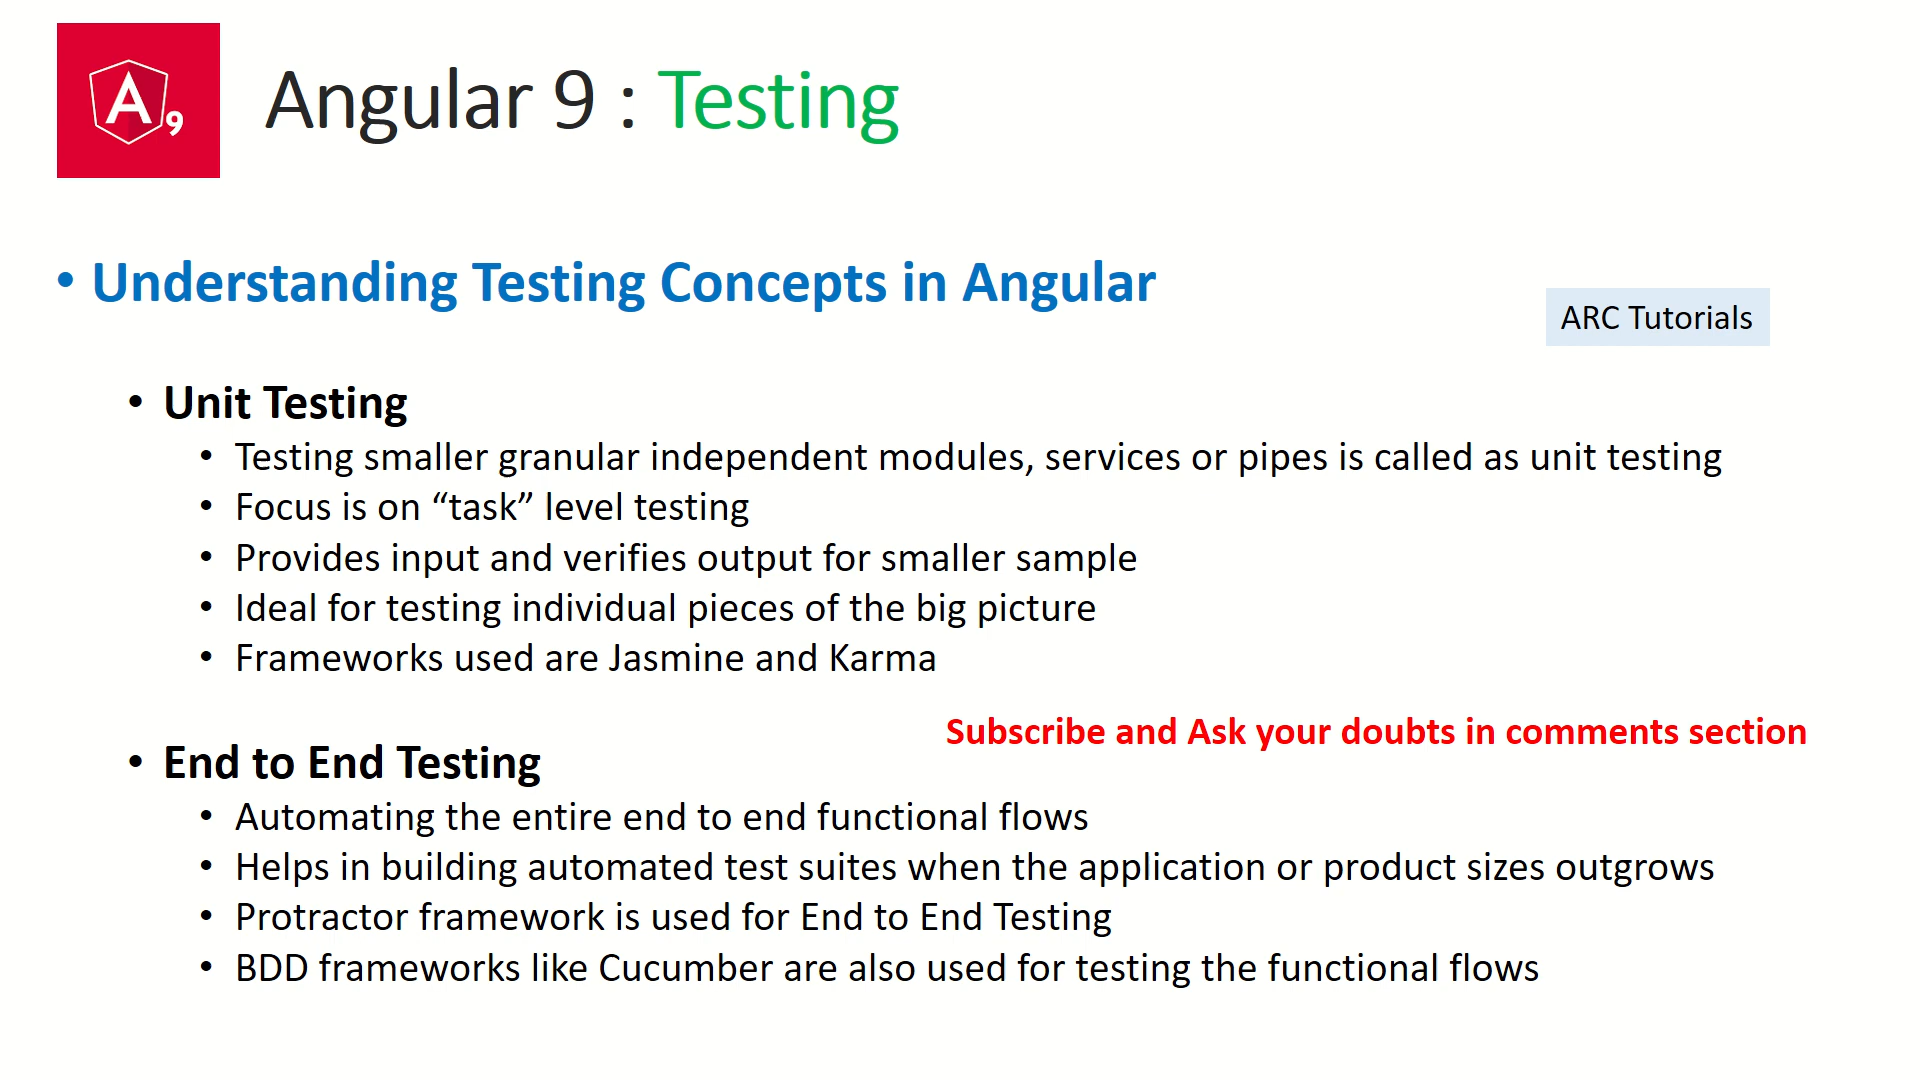 A9
Angular 9 : Testing
• Understanding Testing Concepts in Angular
ARC Tutorials
• Unit Testing
• Testing smaller granular independent modules, services or pipes is called as unit testing
• Focus is on “task” level testing
• Provides input and verifies output for smaller sample
• Ideal for testing individual pieces of the big picture
• Frameworks used are Jasmine and Karma
Subscribe and Ask your doubts in comments section
• End to End Testing
• Automating the entire end to end functional flows
• Helps in building automated test suites when the application or product sizes outgrows
• Protractor framework is used for End to End Testing
• BDD frameworks like Cucumber are also used for testing the functional flows